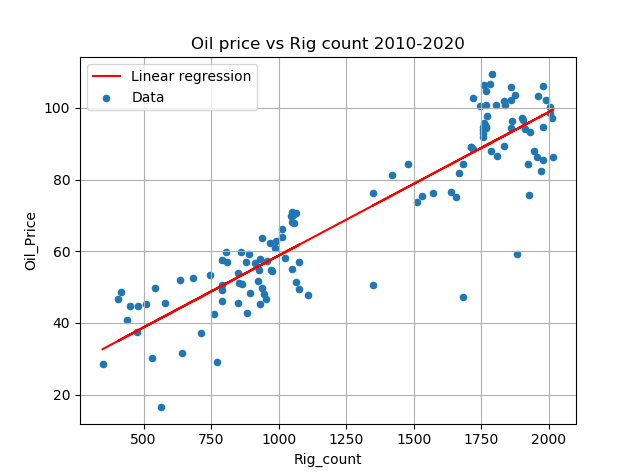 Oil price vs Rig count 2010-2020
Linear regression
Data
100
80
60
40
20
Oil_Price
500 750 1000 1250 1500 1750 2000
Rig_count